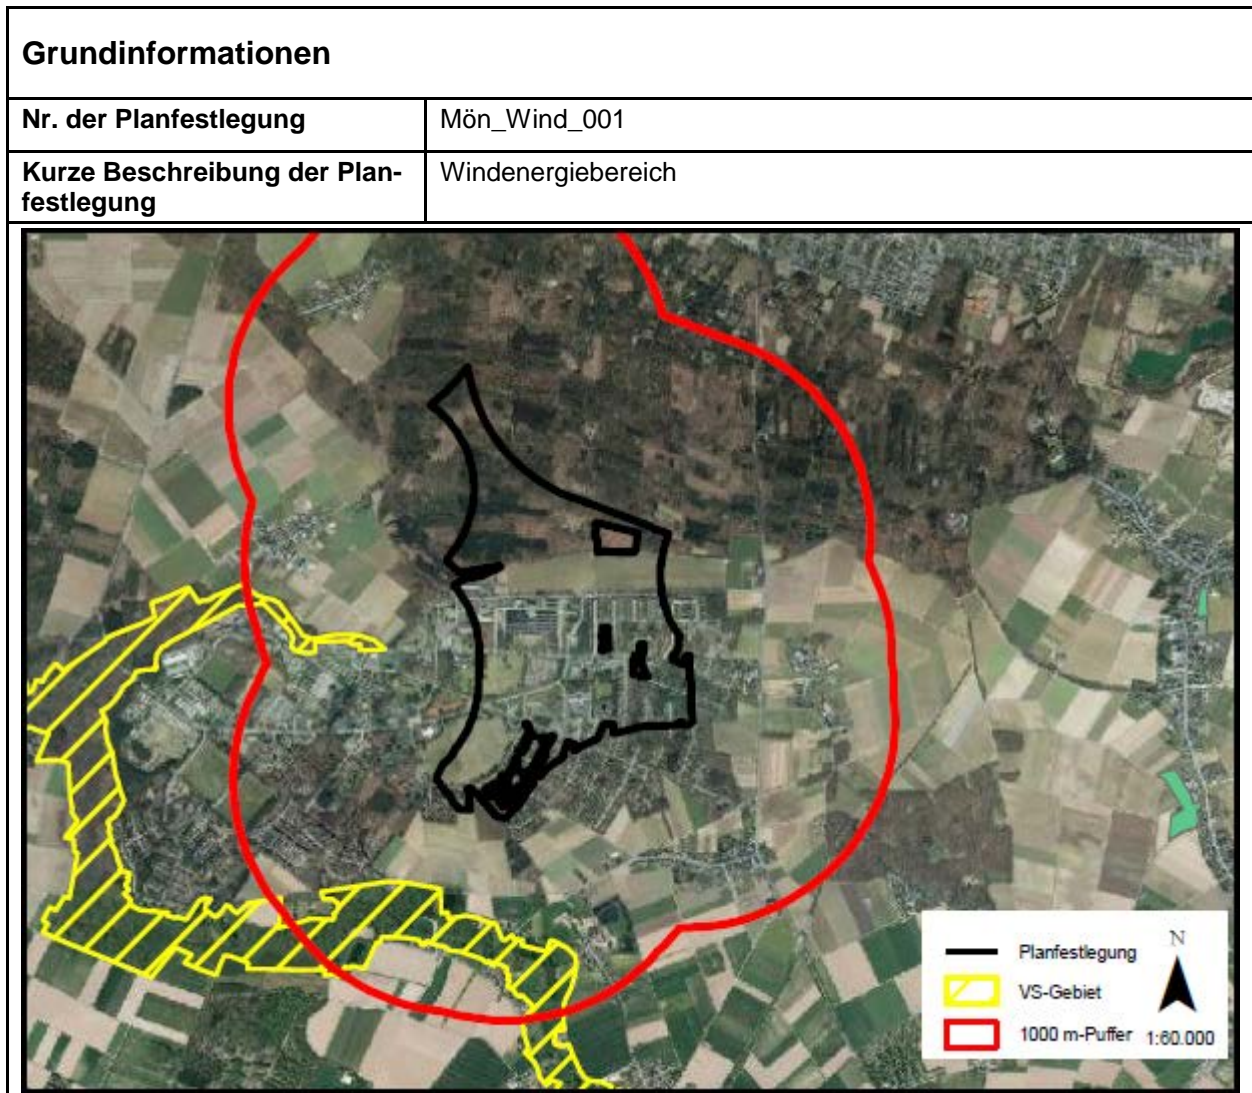 Grundinformationen
Nr. der Planfestlegung
Mön_Wind_001
Kurze Beschreibung der Plan-
festlegung
Windenergiebereich
Planfestlegung
VS-Gebiet
1000 m-Puffer
N
1:60.000